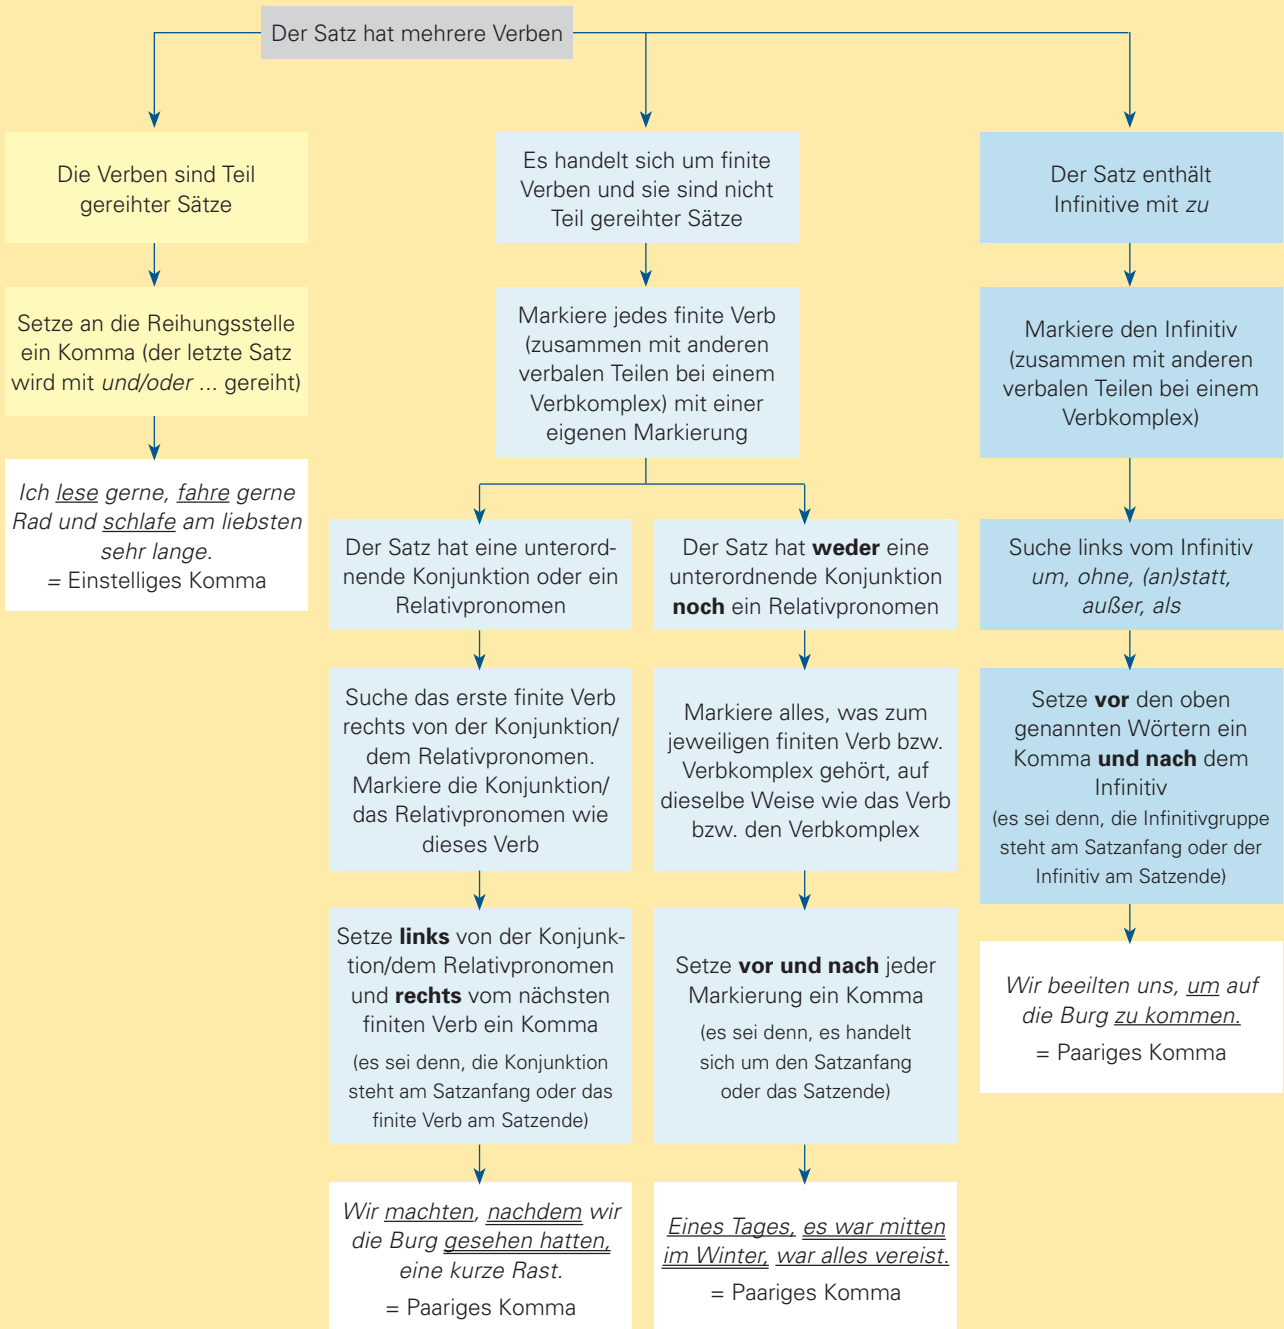 Der Satz hat mehrere Verben
Die Verben sind Teil
gereihter Sätze
Setze an die Reihungsstelle
ein Komma (der letzte Satz
wird mit und/oder ... gereiht)
Ich lese gerne, fahre gerne
Rad und schlafe am liebsten
sehr lange.
= Einstelliges Komma
Es handelt sich um finite
Verben und sie sind nicht
Teil gereihter Sätze
Markiere jedes finite Verb
(zusammen mit anderen
verbalen Teilen bei einem
Verbkomplex) mit einer
eigenen Markierung
Der Satz hat eine unterord-
nende Konjunktion oder ein
Relativpronomen
Suche das erste finite Verb
rechts von der Konjunktion/
dem Relativpronomen.
Markiere die Konjunktion/
das Relativpronomen wie
dieses Verb
Setze links von der Konjunk-
tion/dem Relativpronomen
und rechts vom nächsten
finiten Verb ein Komma
(es sei denn, die Konjunktion
steht am Satzanfang oder das
finite Verb am Satzende)
Wir machten, nachdem wir
die Burg gesehen hatten,
eine kurze Rast.
= Paariges Komma
Der Satz hat weder eine
unterordnende Konjunktion
noch ein Relativpronomen
Markiere alles, was zum
jeweiligen finiten Verb bzw.
Verbkomplex gehört, auf
dieselbe Weise wie das Verb
bzw. den Verbkomplex
Setze vor und nach jeder
Markierung ein Komma
(es sei denn, es handelt
sich um den Satzanfang
oder das Satzende)
Eines Tages, es war mitten
im Winter, war alles vereist.
= Paariges Komma
Der Satz enthält
Infinitive mit zu
Markiere den Infinitiv
(zusammen mit anderen
verbalen Teilen bei einem
Verbkomplex)
Suche links vom Infinitiv
um, ohne, (an)statt,
außer, als
Setze vor den oben
genannten Wörtern ein
Komma und nach dem
Infinitiv
(es sei denn, die Infinitivgruppe
steht am Satzanfang oder der
Infinitiv am Satzende)
Wir beeilten uns, um auf
die Burg zu kommen.
= Paariges Komma